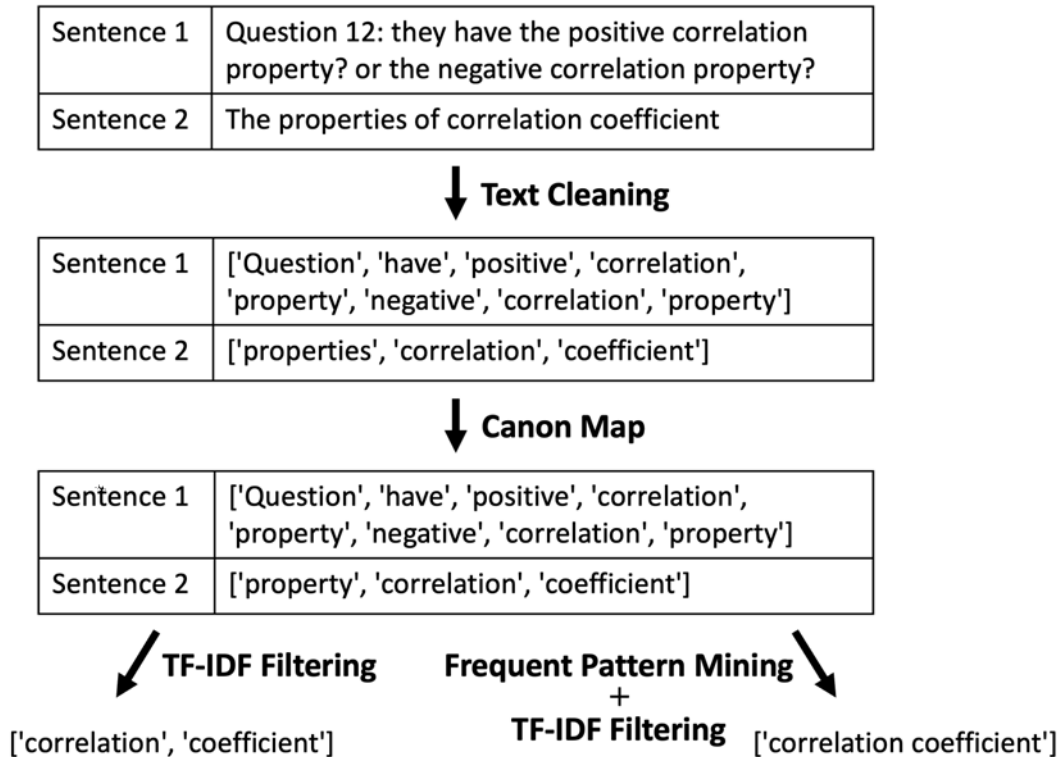 Sentence 1
Question 12: they have the positive correlation
property? or the negative correlation property?
Sentence 2
The properties of correlation coefficient
Text Cleaning
Sentence 1
['Question', 'have', 'positive', 'correlation',
'property', 'negative', 'correlation', 'property']
Sentence 2
['properties', 'correlation', 'coefficient']
Canon Map
Sentence 1
['Question', 'have', 'positive', 'correlation',
'property', 'negative', 'correlation', 'property']
Sentence 2
['property', 'correlation', 'coefficient']
TF-IDF Filtering
Frequent Pattern Mining
+
TF-IDF Filtering
['correlation', 'coefficient']
['correlation coefficient']